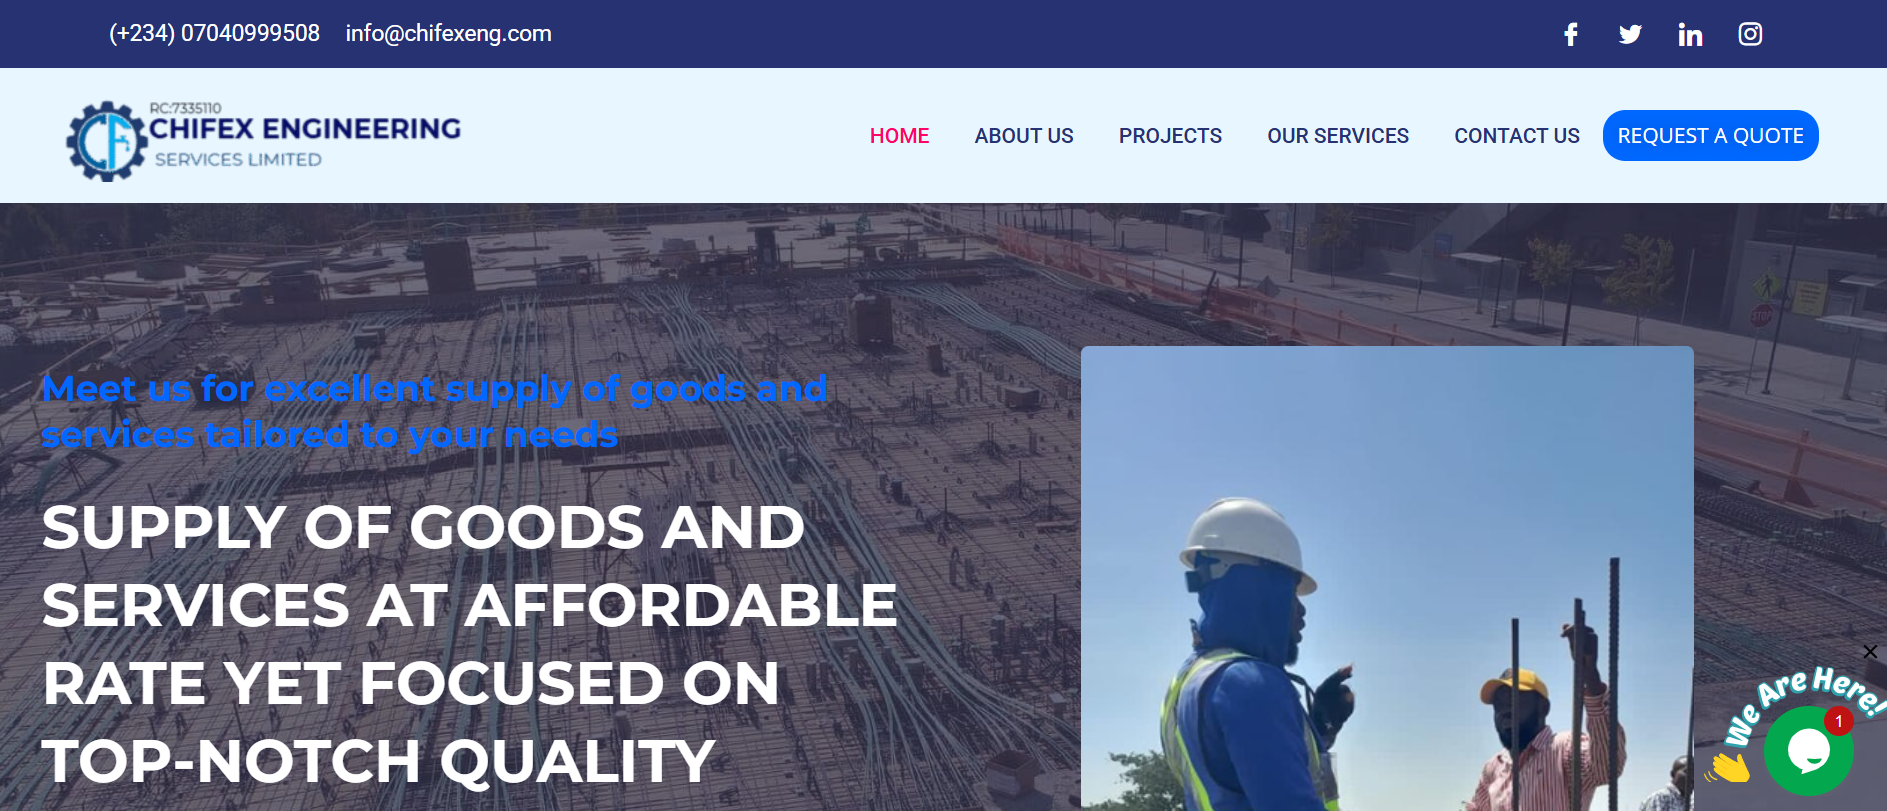 (+234) 07040999508 info@chifexeng.com
RC:7335110
CHIFEX ENGINEERING
SERVICES LIMITED
HOME ABOUT US PROJECTS OUR SERVICES CONTACT US REQUEST A QUOTE
Meet us for excellent supply of goods and
services tailored to your needs
SUPPLY OF GOODS AND
SERVICES AT AFFORDABLE
RATE YET FOCUSED ON
TOP-NOTCH QUALITY
STOP
We Are Here!
1